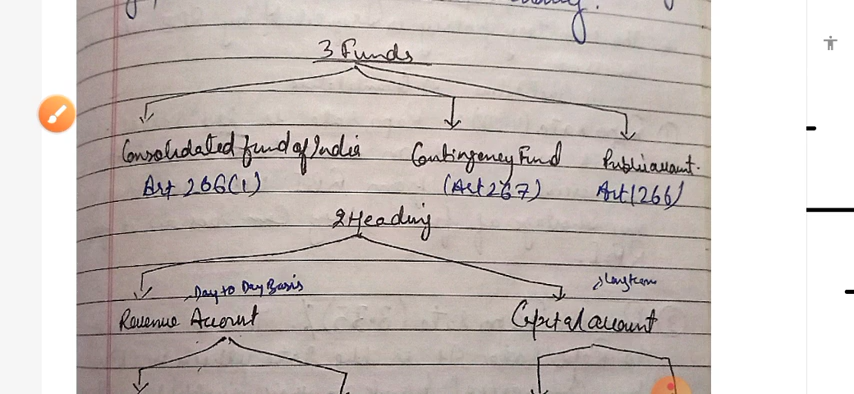 3 Funds
Consolidated fund of India Contingency Fund Public account.
Art 266(1) (Art 267) Art (266)
2 Heading
Day to Day Basis Long term
Revenue Account Capital account